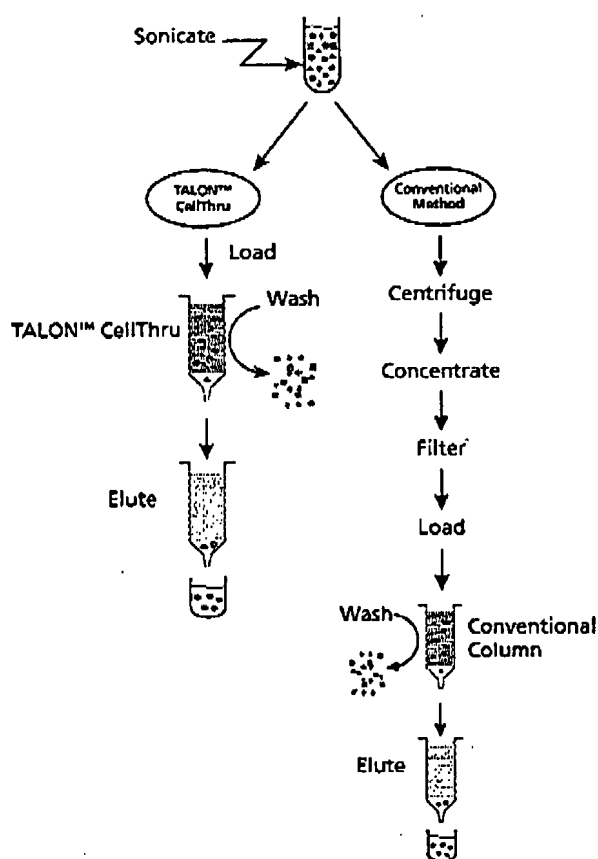 Sonicate
TALON™
CellThru
Load
Wash
TALON™ CellThru
Elute
Conventional
Method
Centrifuge
Concentrate
Filter
Load
Wash
Conventional
Column
Elute